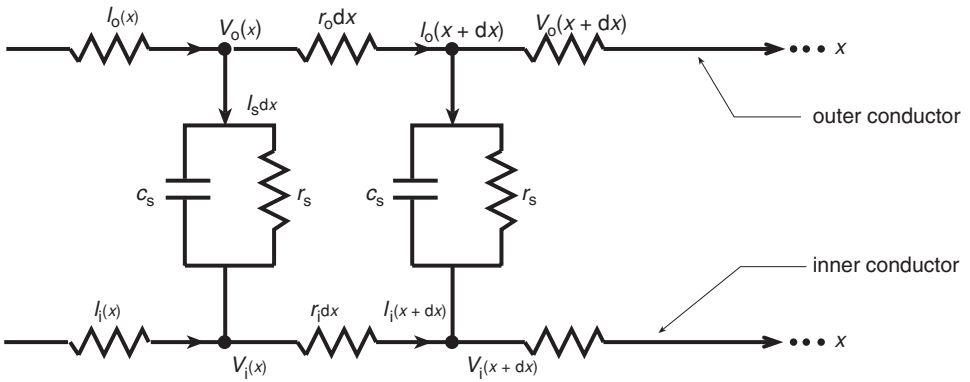 I_o(x) V_o(x) r_o dx I_o(x + dx) V_o(x + dx) x
outer conductor
I_s dx
c_s r_s c_s r_s
inner conductor
I_i(x) r_i dx I_i(x + dx) x
V_i(x) V_i(x + dx)